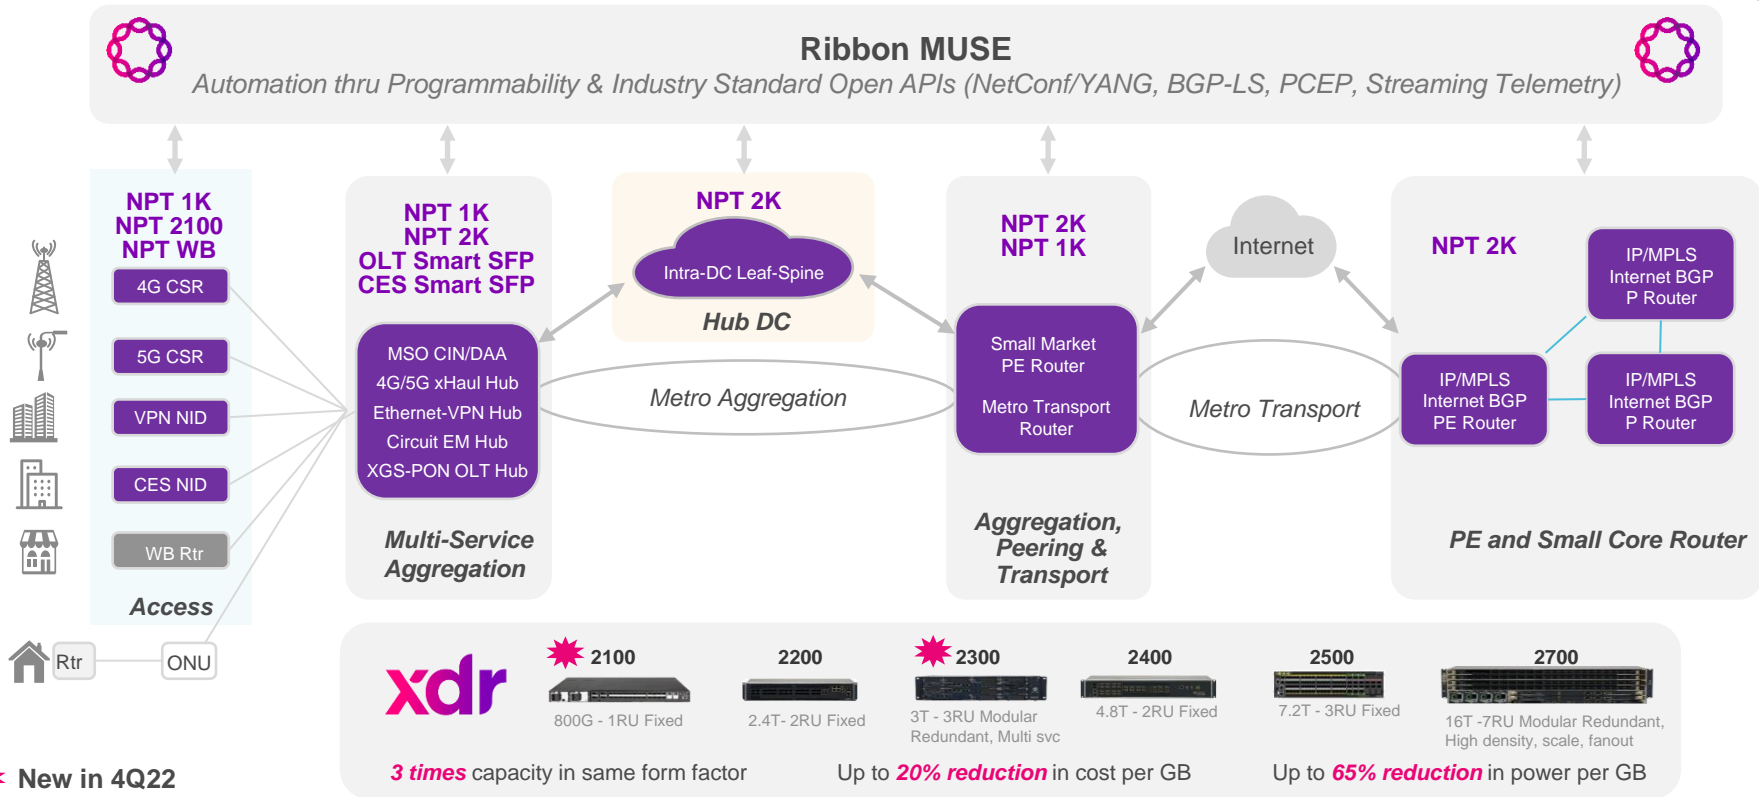 Ribbon MUSE
Automation thru Programmability & Industry Standard Open APIs (NetConf/YANG, BGP-LS, PCEP, Streaming Telemetry)
NPT 1K
NPT 2100
NPT WB
4G CSR
5G CSR
VPN NID
CES NID
WB Rtr
Access
Rtr
ONU
NPT 1K
NPT 2K
OLT Smart SFP
CES Smart SFP
MSO CIN/DAA
4G/5G xHaul Hub
Ethernet-VPN Hub
Circuit EM Hub
XGS-PON OLT Hub
Multi-Service
Aggregation
NPT 2K
Intra-DC Leaf-Spine
Hub DC
Metro Aggregation
NPT 2K
NPT 1K
Small Market
PE Router
Metro Transport
Router
Aggregation,
Peering &
Transport
Internet
Metro Transport
NPT 2K
IP/MPLS
Internet BGP
P Router
IP/MPLS
Internet BGP
PE Router
IP/MPLS
Internet BGP
P Router
PE and Small Core Router
xdr
2100
800G - 1RU Fixed
2200
2.4T- 2RU Fixed
2300
3T - 3RU Modular
Redundant, Multi svc
2400
4.8T - 2RU Fixed
2500
7.2T - 3RU Fixed
2700
16T -7RU Modular Redundant,
High density, scale, fanout
3 times capacity in same form factor
Up to 20% reduction in cost per GB
Up to 65% reduction in power per GB
New in 4Q22